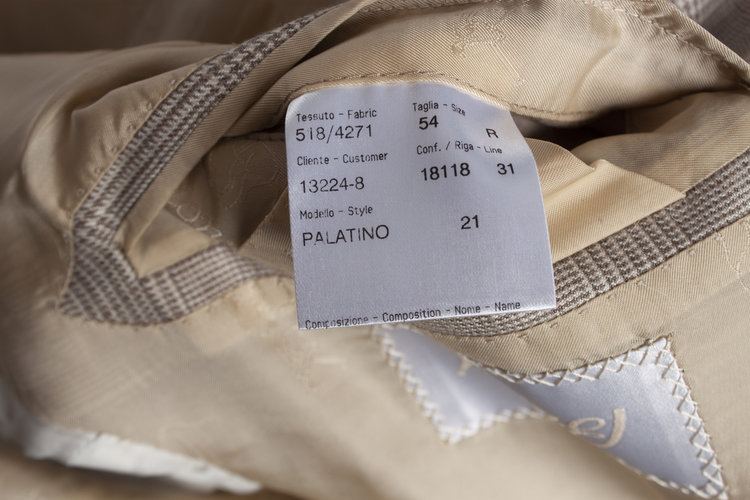 Tessuto - Fabric
Taglia - Size
518/4271
54 R
Cliente - Customer
Conf. / Riga - Line
13224-8
18118 31
Modello - Style
PALATINO 21
Composizione - Composition - Nome - Name